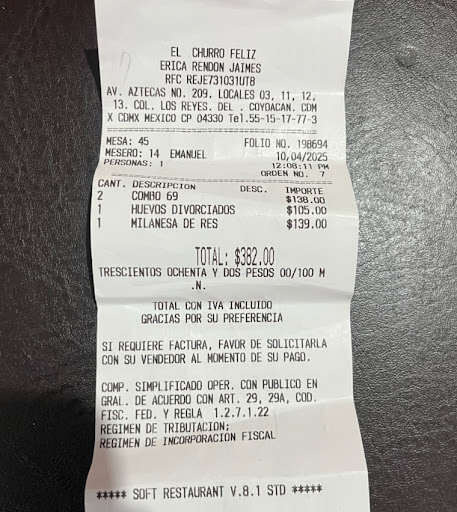 EL CHURRO FELIZ
ERICA RENDON JAIMES
RFC REJE731031UT8
AV. AZTECAS NO. 209. LOCALES 03, 11, 12,
13. COL. LOS REYES. DEL . COYOACAN. CDM
X CDMX MEXICO CP 04330 Tel.55-15-17-77-3
MESA: 45 FOLIO NO. 198694
MESERO: 14 EMANUEL 10/04/2025
PERSONAS: 1 12:08:11 PM
ORDEN NO. 7
CANT. DESCRIPCION DESC. IMPORTE
2 COMBO 69 $138.00
1 HUEVOS DIVORCIADOS $105.00
1 MILANESA DE RES $139.00
TOTAL: $382.00
TRESCIENTOS OCHENTA Y DOS PESOS 00/100 M
.N.
TOTAL CON IVA INCLUIDO
GRACIAS POR SU PREFERENCIA
SI REQUIERE FACTURA, FAVOR DE SOLICITARLA
CON SU VENDEDOR AL MOMENTO DE SU PAGO.
COMP. SIMPLIFICADO OPER. CON PUBLICO EN
GRAL. DE ACUERDO CON ART. 29, 29A, COD.
FISC. FED. Y REGLA 1.2.7.1.22
REGIMEN DE TRIBUTACION;
REGIMEN DE INCORPORACION FISCAL
***** SOFT RESTAURANT V.8.1 STD *****